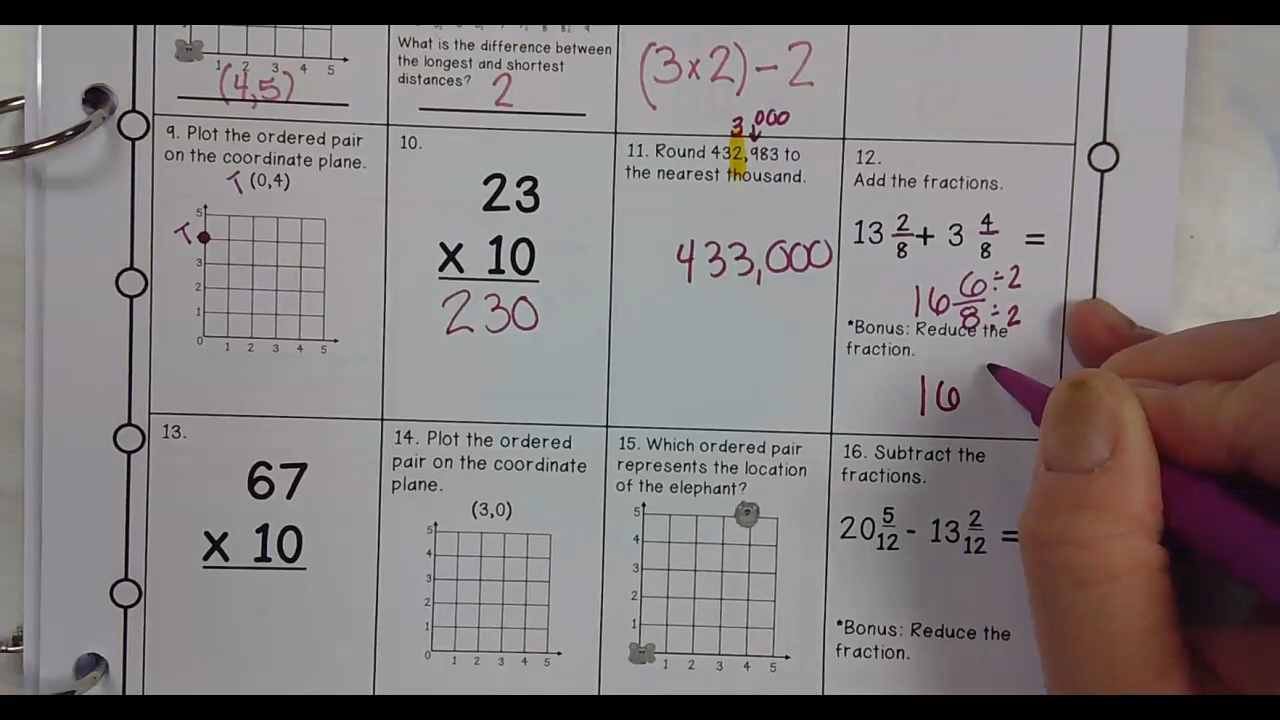 1 2 3 4 5
(4,5)
What is the difference between
the longest and shortest
distances? 2
(3x2)-2
9. Plot the ordered pair
on the coordinate plane.
T (0,4)
5
T
3
2
1
0
1 2 3 4 5
10.
23
x 10
230
3 000
11. Round 432,983 to
the nearest thousand.
433,000
12.
Add the fractions.
13 2/8 + 3 4/8 =
16 6÷2/8÷2
*Bonus: Reduce the
fraction.
16
13.
67
x 10
14. Plot the ordered
pair on the coordinate
plane.
(3,0)
5
4
3
2
1
0
1 2 3 4 5
15. Which ordered pair
represents the location
of the elephant?
5
4
3
2
1
1 2 3 4 5
16. Subtract the
fractions.
20 5/12 - 13 2/12 =
*Bonus: Reduce the
fraction.